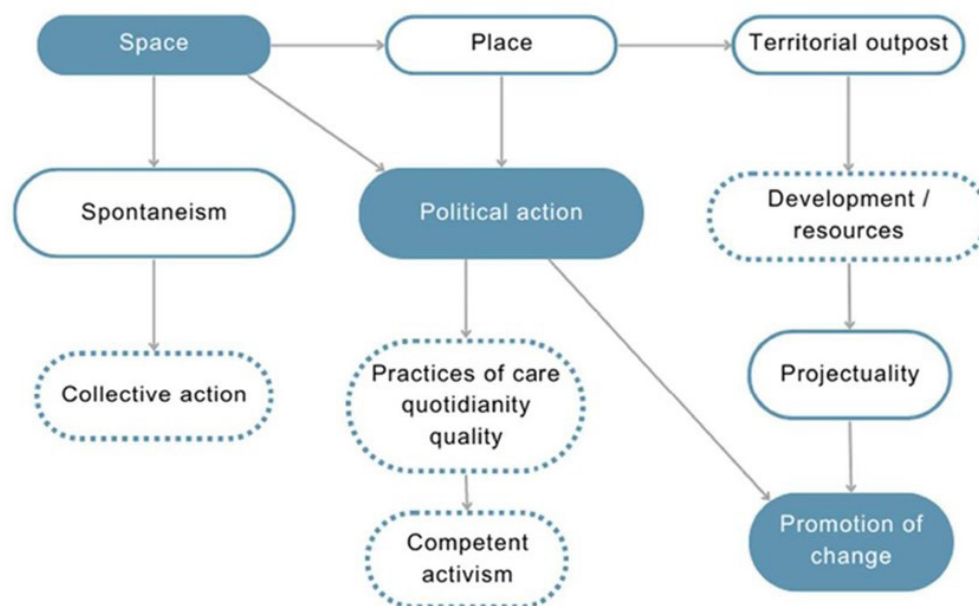 Space
Place
Territorial outpost
Spontaneism
Political action
Development /
resources
Collective action
Practices of care
quotidianity
quality
Projectuality
Competent
activism
Promotion of
change